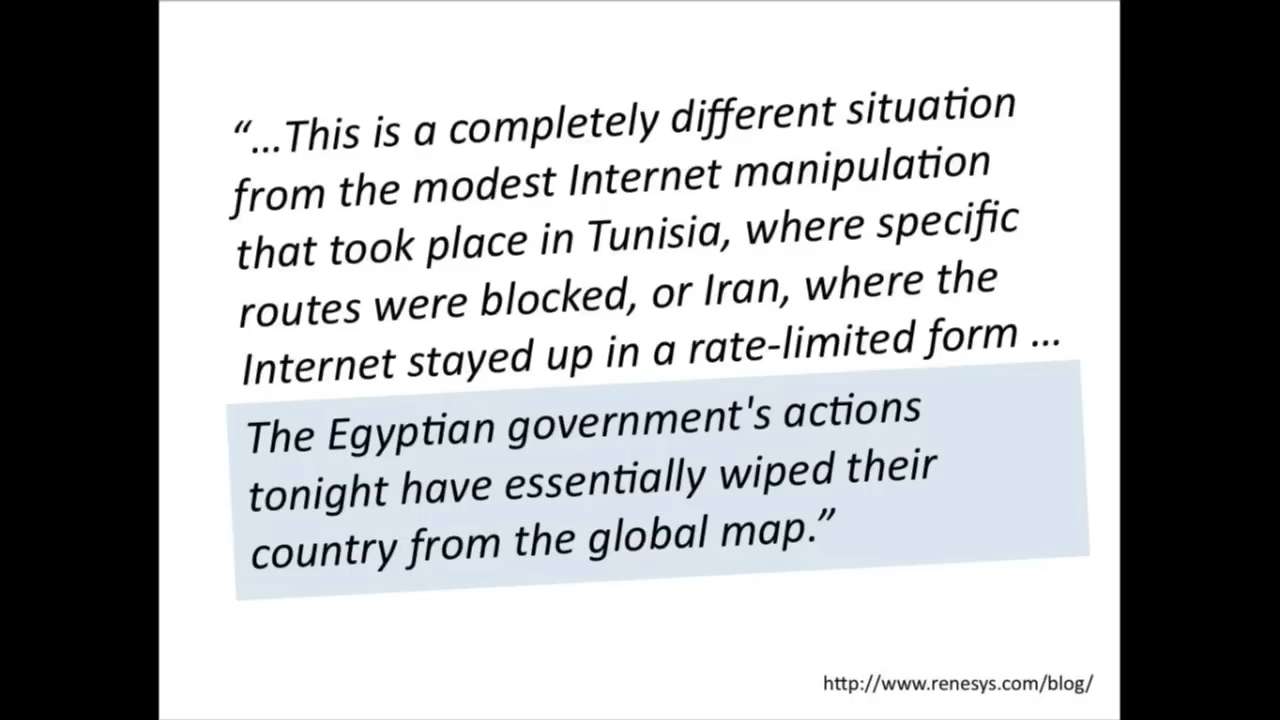 “…This is a completely different situation
from the modest Internet manipulation
that took place in Tunisia, where specific
routes were blocked, or Iran, where the
Internet stayed up in a rate-limited form …
The Egyptian government's actions
tonight have essentially wiped their
country from the global map.”
http://www.renesys.com/blog/